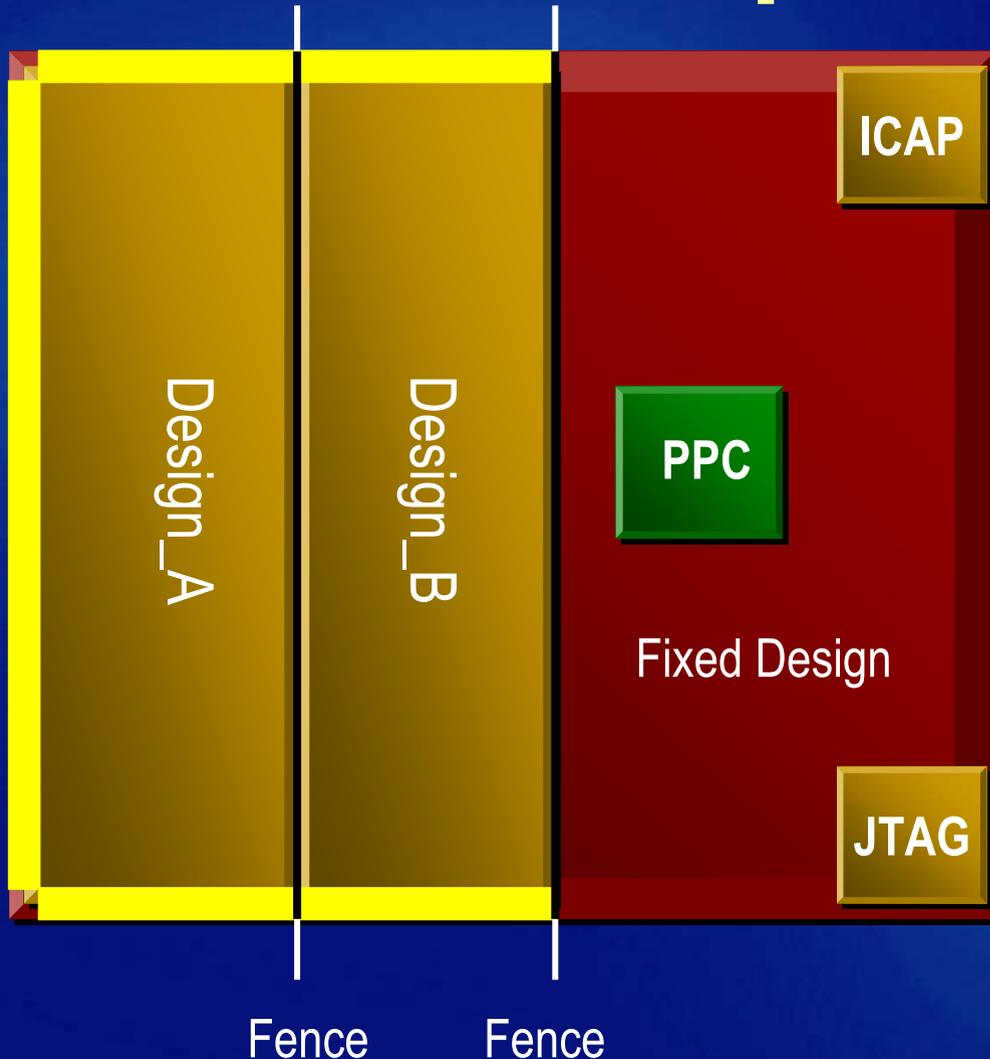 ICAP
Design_A
Design_B
PPC
Fixed Design
JTAG
Fence
Fence